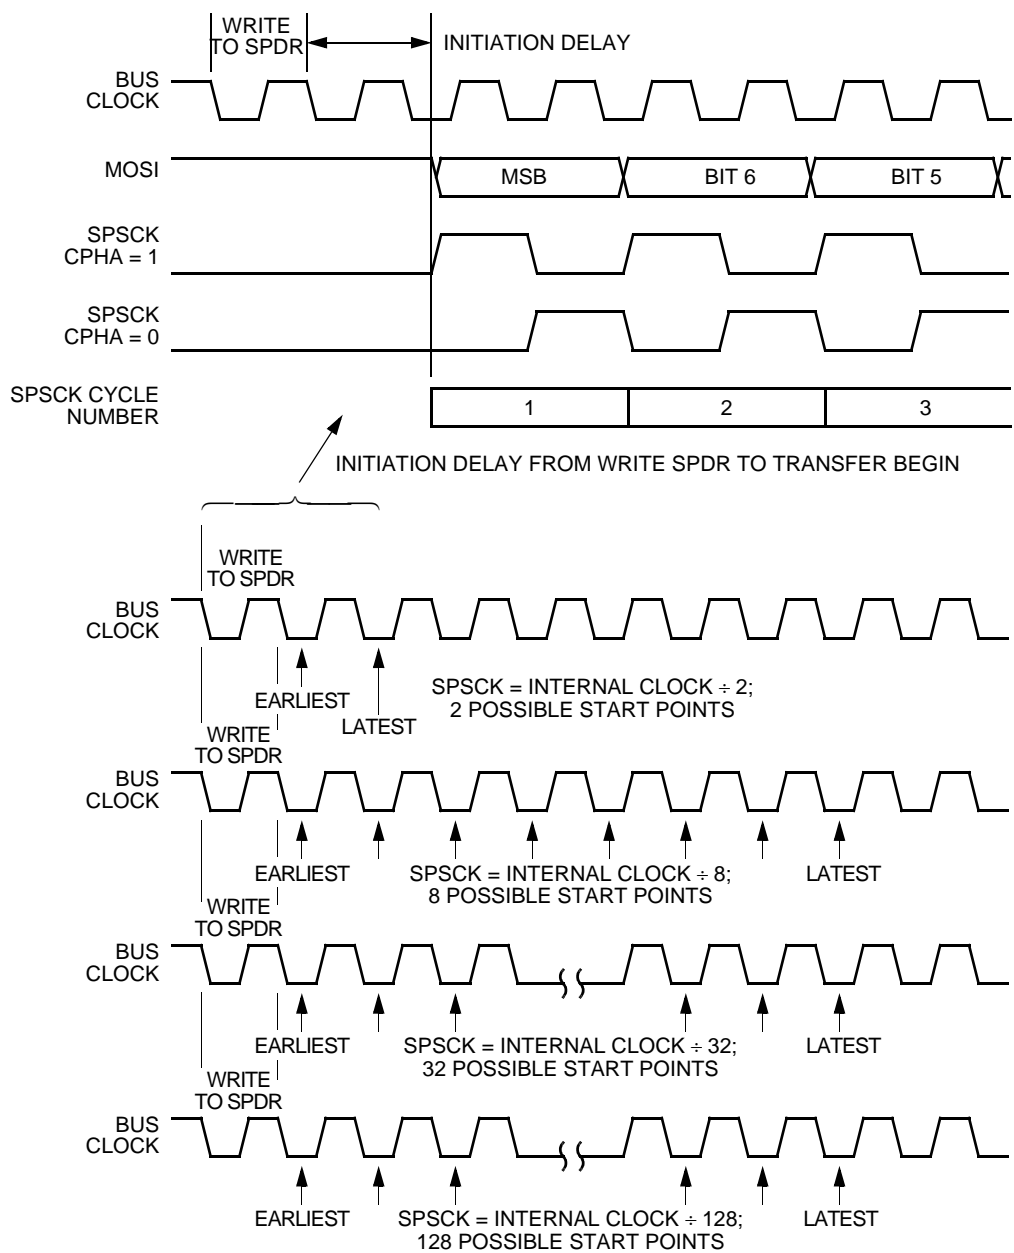 WRITE
TO SPDR
INITIATION DELAY
BUS
CLOCK
MOSI
MSB
BIT 6
BIT 5
SPSCK
CPHA = 1
SPSCK
CPHA = 0
SPSCK CYCLE
NUMBER
1
2
3
INITIATION DELAY FROM WRITE SPDR TO TRANSFER BEGIN
WRITE
TO SPDR
BUS
CLOCK
EARLIEST
LATEST
SPSCK = INTERNAL CLOCK ÷ 2;
2 POSSIBLE START POINTS
WRITE
TO SPDR
BUS
CLOCK
EARLIEST
SPSCK = INTERNAL CLOCK ÷ 8;
8 POSSIBLE START POINTS
LATEST
WRITE
TO SPDR
BUS
CLOCK
EARLIEST
SPSCK = INTERNAL CLOCK ÷ 32;
32 POSSIBLE START POINTS
LATEST
WRITE
TO SPDR
BUS
CLOCK
EARLIEST
SPSCK = INTERNAL CLOCK ÷ 128;
128 POSSIBLE START POINTS
LATEST